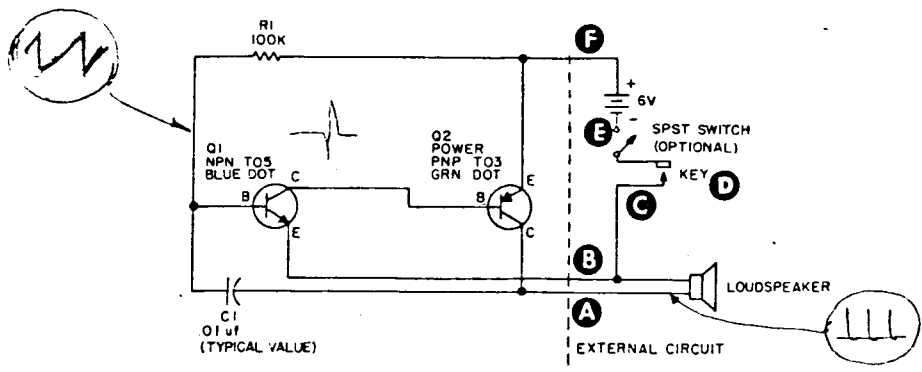 R1
100K
F
+
6V
-
E
SPST SWITCH
(OPTIONAL)
Q1
NPN TO5
BLUE DOT
Q2
POWER
PNP TO3
GRN DOT
C
B
E
E
B
C
KEY
D
C
B
A
LOUDSPEAKER
C1
.01 uf
(TYPICAL VALUE)
EXTERNAL CIRCUIT